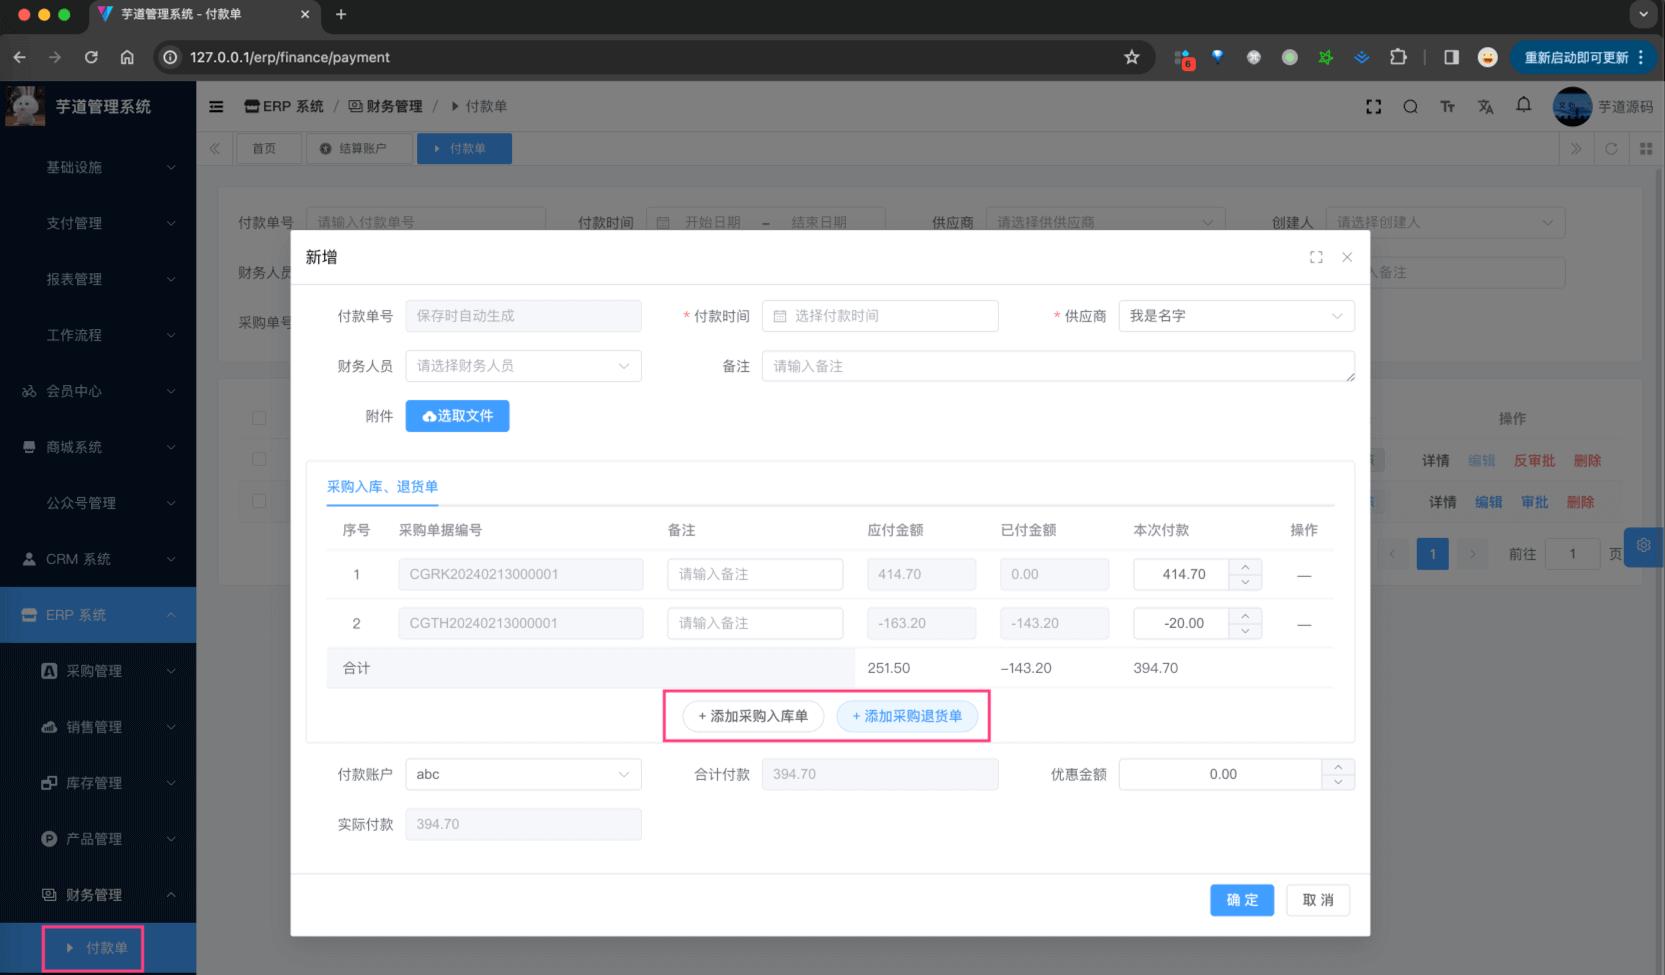 芋道管理系统 - 付款单
127.0.0.1/erp/finance/payment
6
重新启动即可更新
芋道管理系统
ERP 系统 / 财务管理 / 付款单
芋道源码
首页
结算账户
付款单
基础设施
支付管理
报表管理
工作流程
会员中心
商城系统
公众号管理
CRM 系统
ERP 系统
采购管理
销售管理
库存管理
产品管理
财务管理
付款单
付款单号 请输入付款单号 付款时间 开始日期 - 结束日期 供应商 请选择供供应商 创建人 请选择创建人
财务人员 入备注
采购单号
新增
付款单号 保存时自动生成 * 付款时间 选择付款时间 * 供应商 我是名字
财务人员 请选择财务人员 备注 请输入备注
附件 选取文件
采购入库、退货单
序号 采购单据编号 备注 应付金额 已付金额 本次付款 操作
1 CGRK20240213000001 请输入备注 414.70 0.00 414.70 —
2 CGTH20240213000001 请输入备注 -163.20 -143.20 -20.00 —
合计 251.50 -143.20 394.70
+ 添加采购入库单 + 添加采购退货单
付款账户 abc 合计付款 394.70 优惠金额 0.00
实际付款 394.70
确 定 取 消
操作
详情 编辑 反审批 删除
详情 编辑 审批 删除
1 前往 1 页